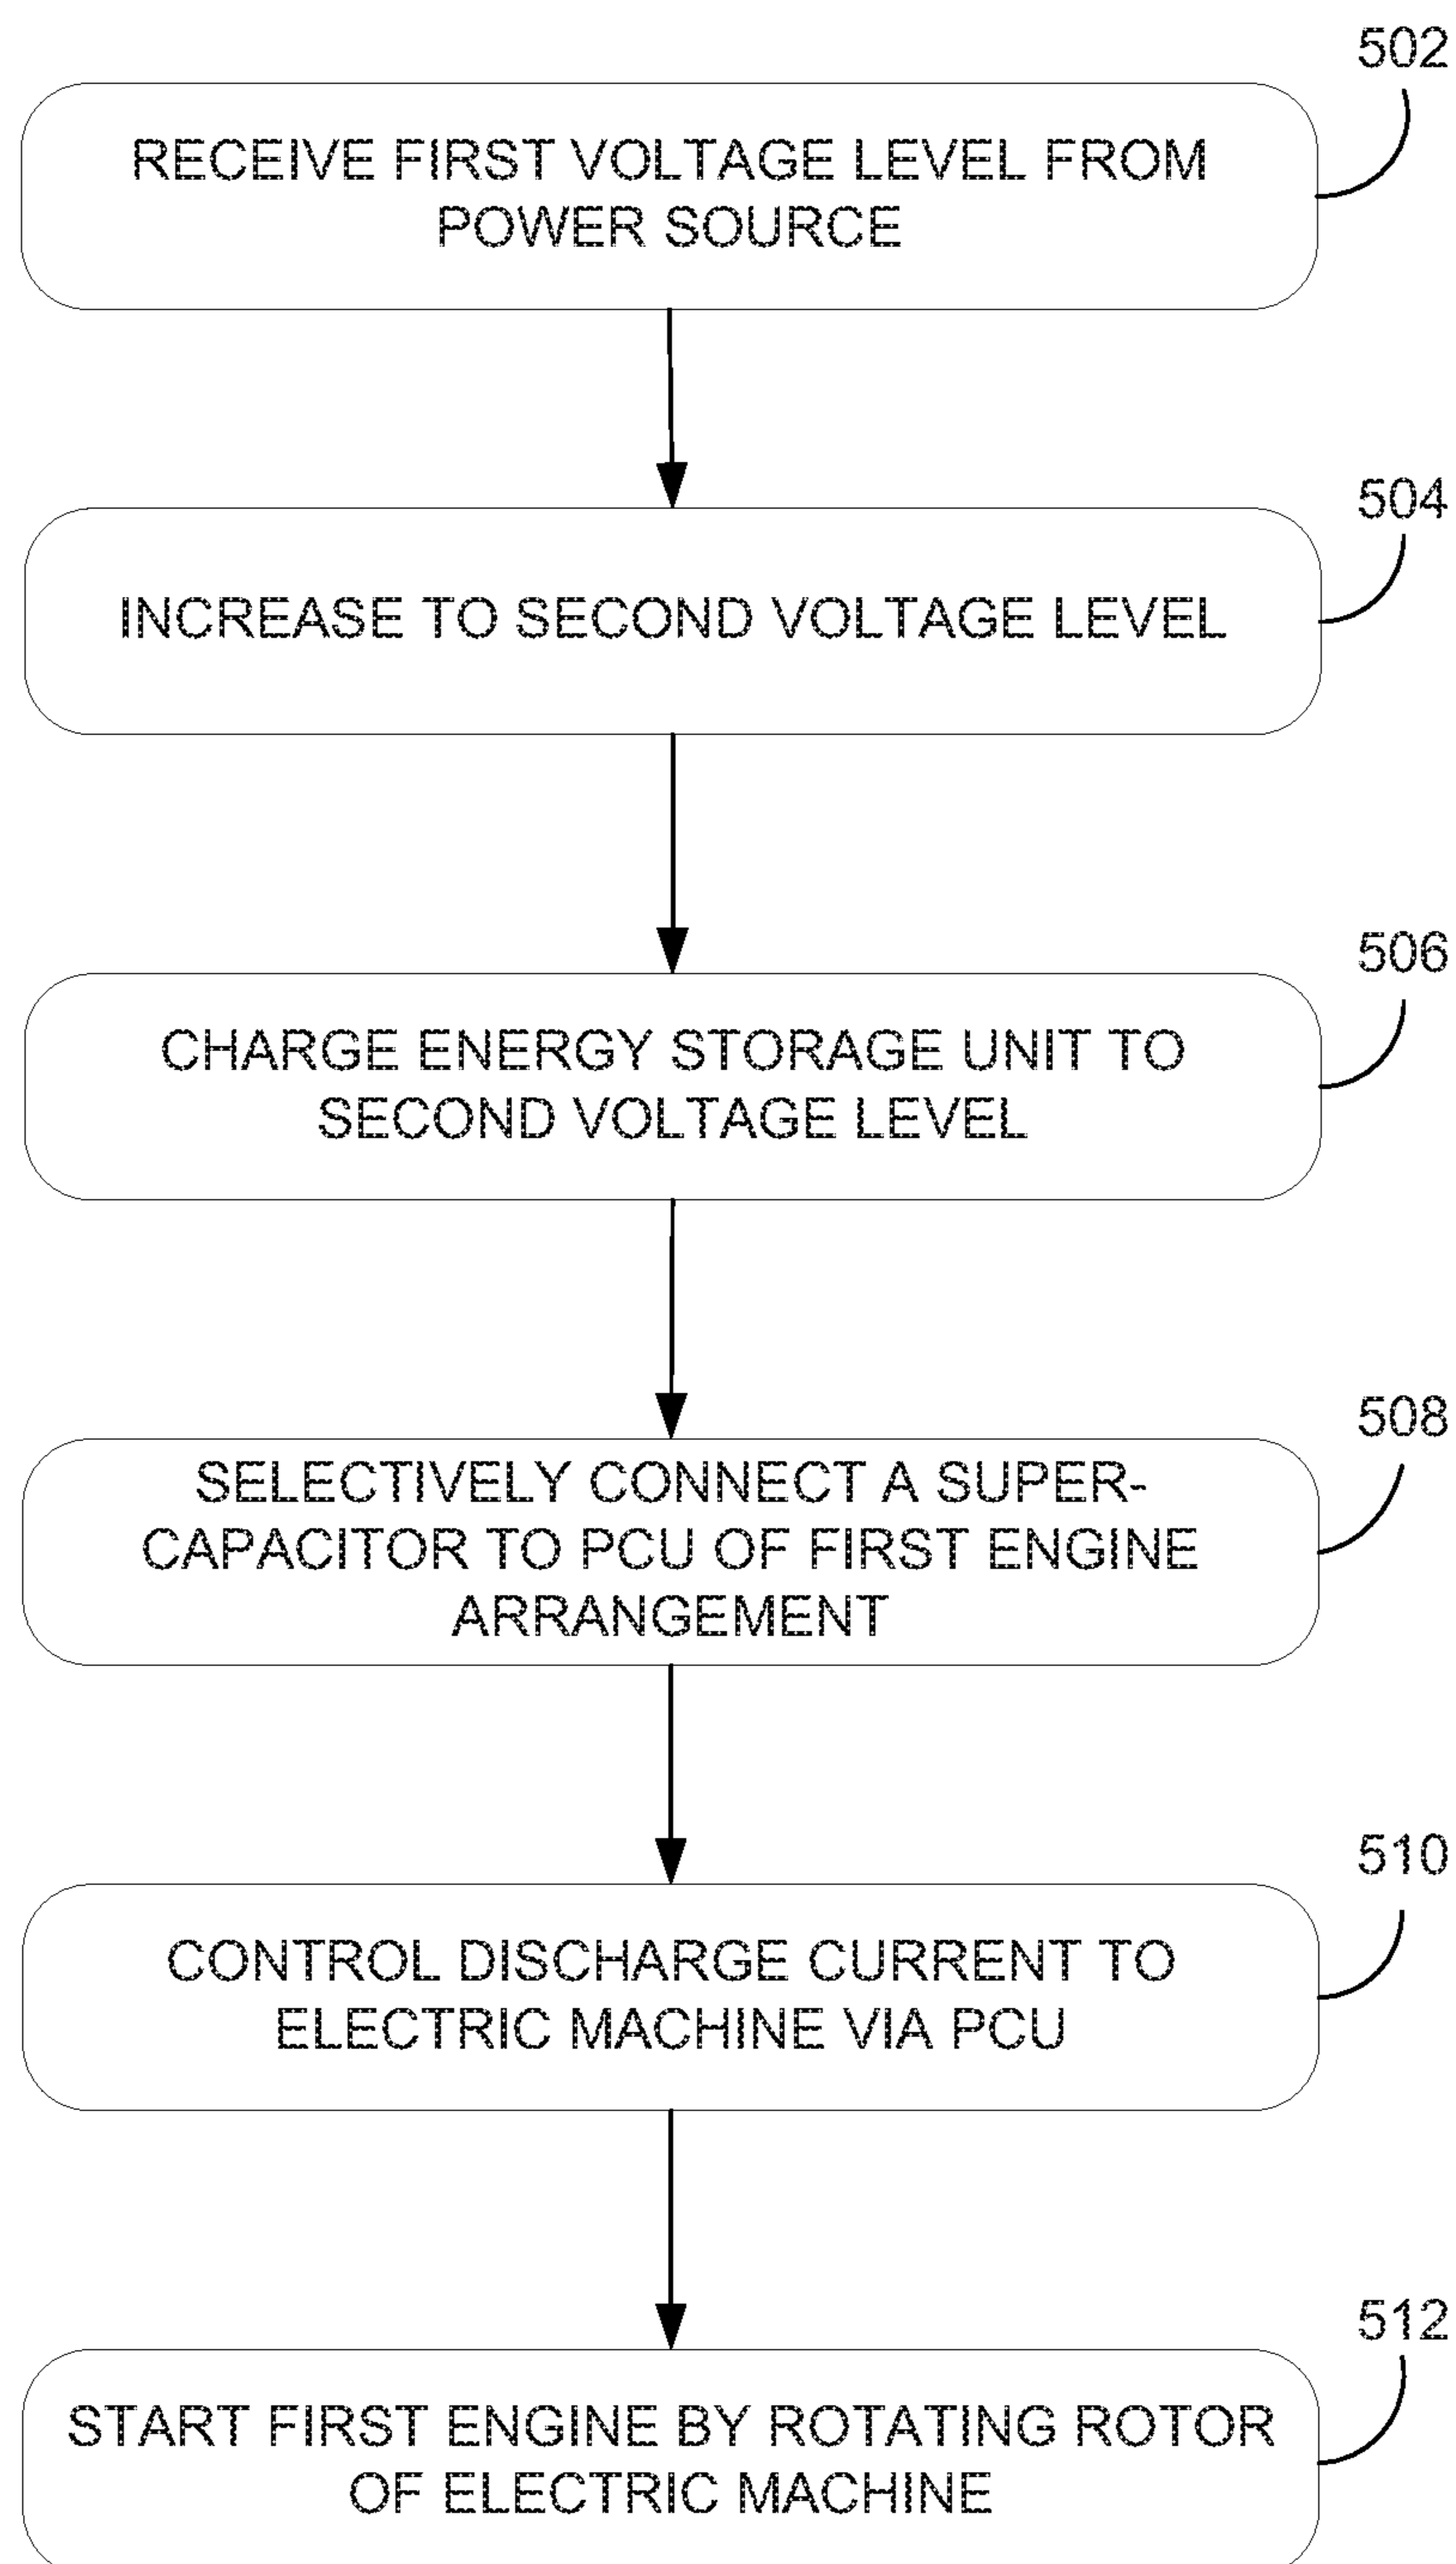 502
RECEIVE FIRST VOLTAGE LEVEL FROM
POWER SOURCE
504
INCREASE TO SECOND VOLTAGE LEVEL
506
CHARGE ENERGY STORAGE UNIT TO
SECOND VOLTAGE LEVEL
508
SELECTIVELY CONNECT A SUPER-
CAPACITOR TO PCU OF FIRST ENGINE
ARRANGEMENT
510
CONTROL DISCHARGE CURRENT TO
ELECTRIC MACHINE VIA PCU
512
START FIRST ENGINE BY ROTATING ROTOR
OF ELECTRIC MACHINE